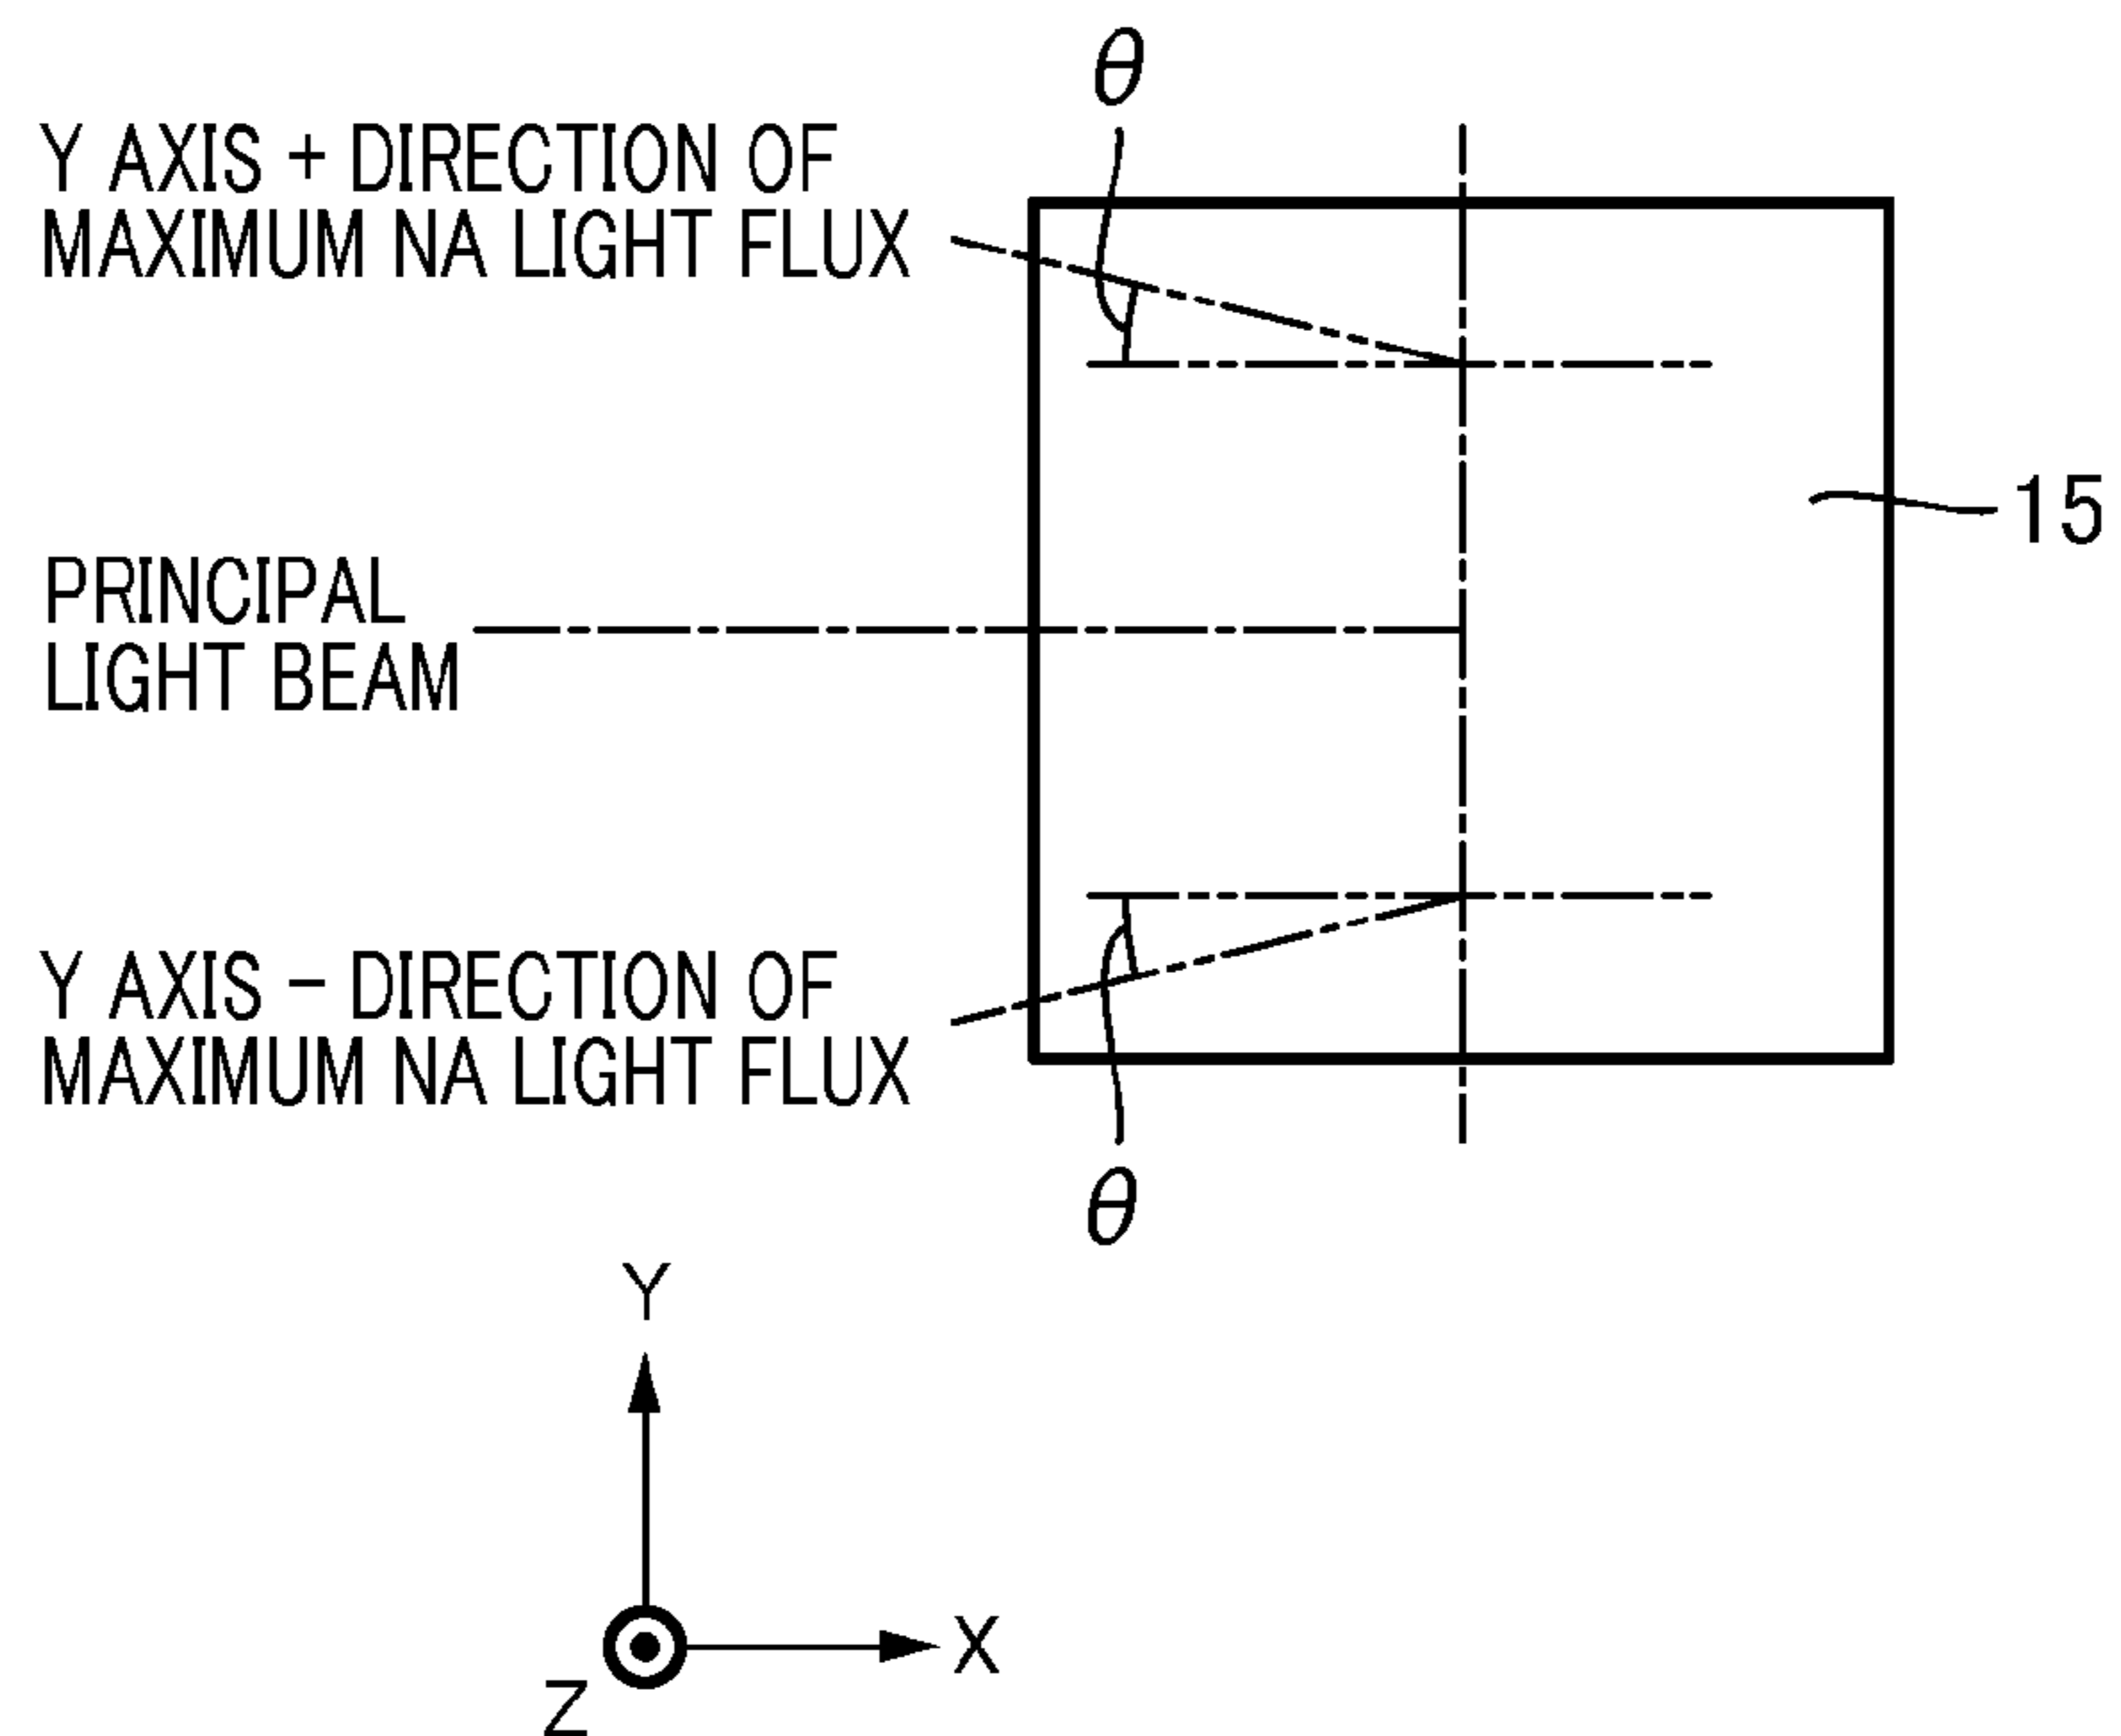 θ
Y AXIS + DIRECTION OF
MAXIMUM NA LIGHT FLUX
15
PRINCIPAL
LIGHT BEAM
Y AXIS − DIRECTION OF
MAXIMUM NA LIGHT FLUX
θ
Y
X
Z